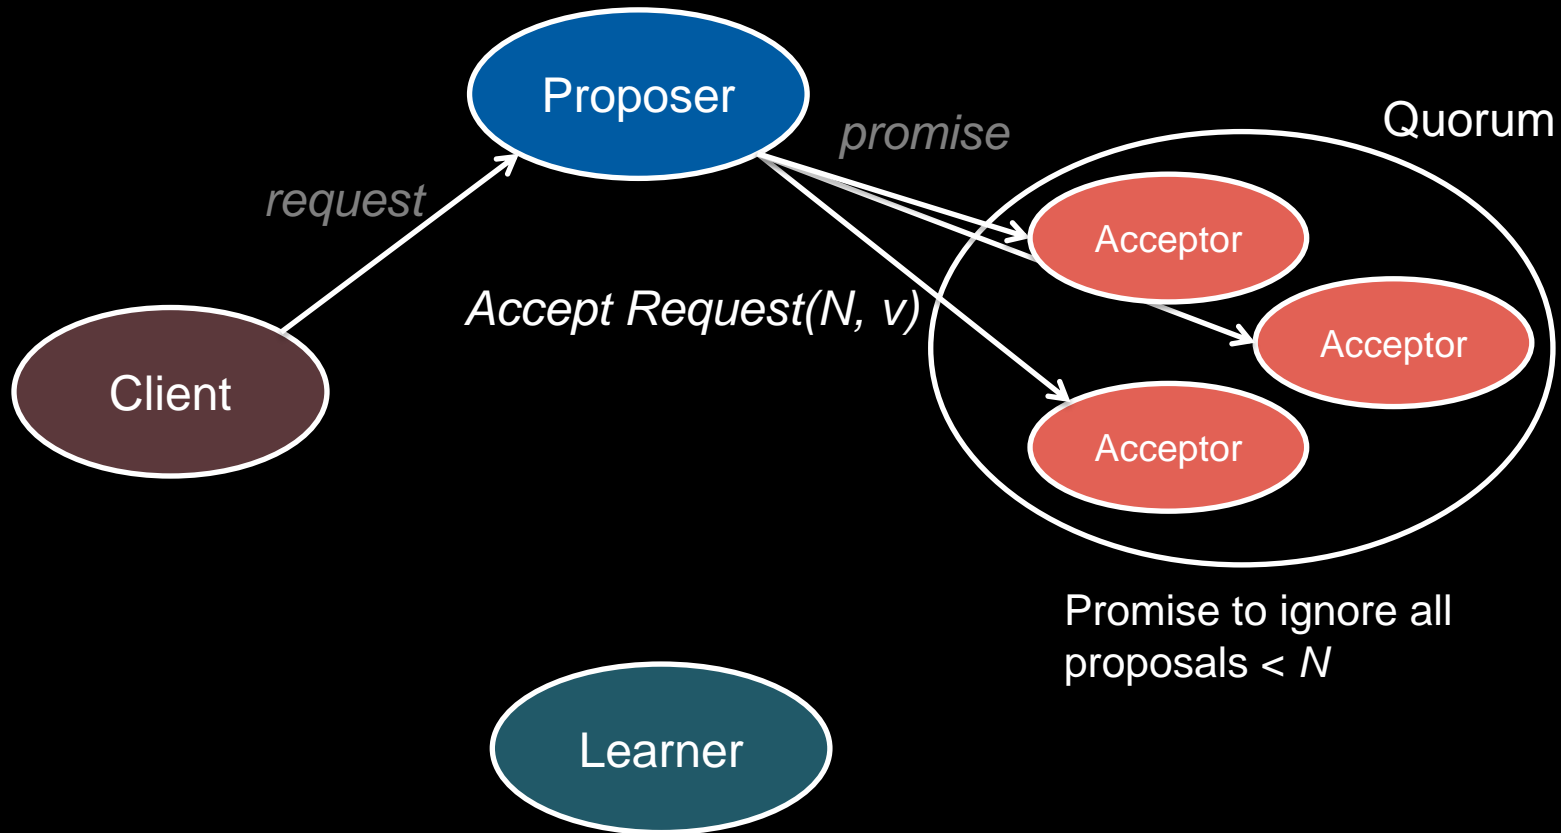 Proposer
promise
Quorum
request
Acceptor
Accept Request(N, v)
Acceptor
Client
Acceptor
Promise to ignore all
proposals < N
Learner